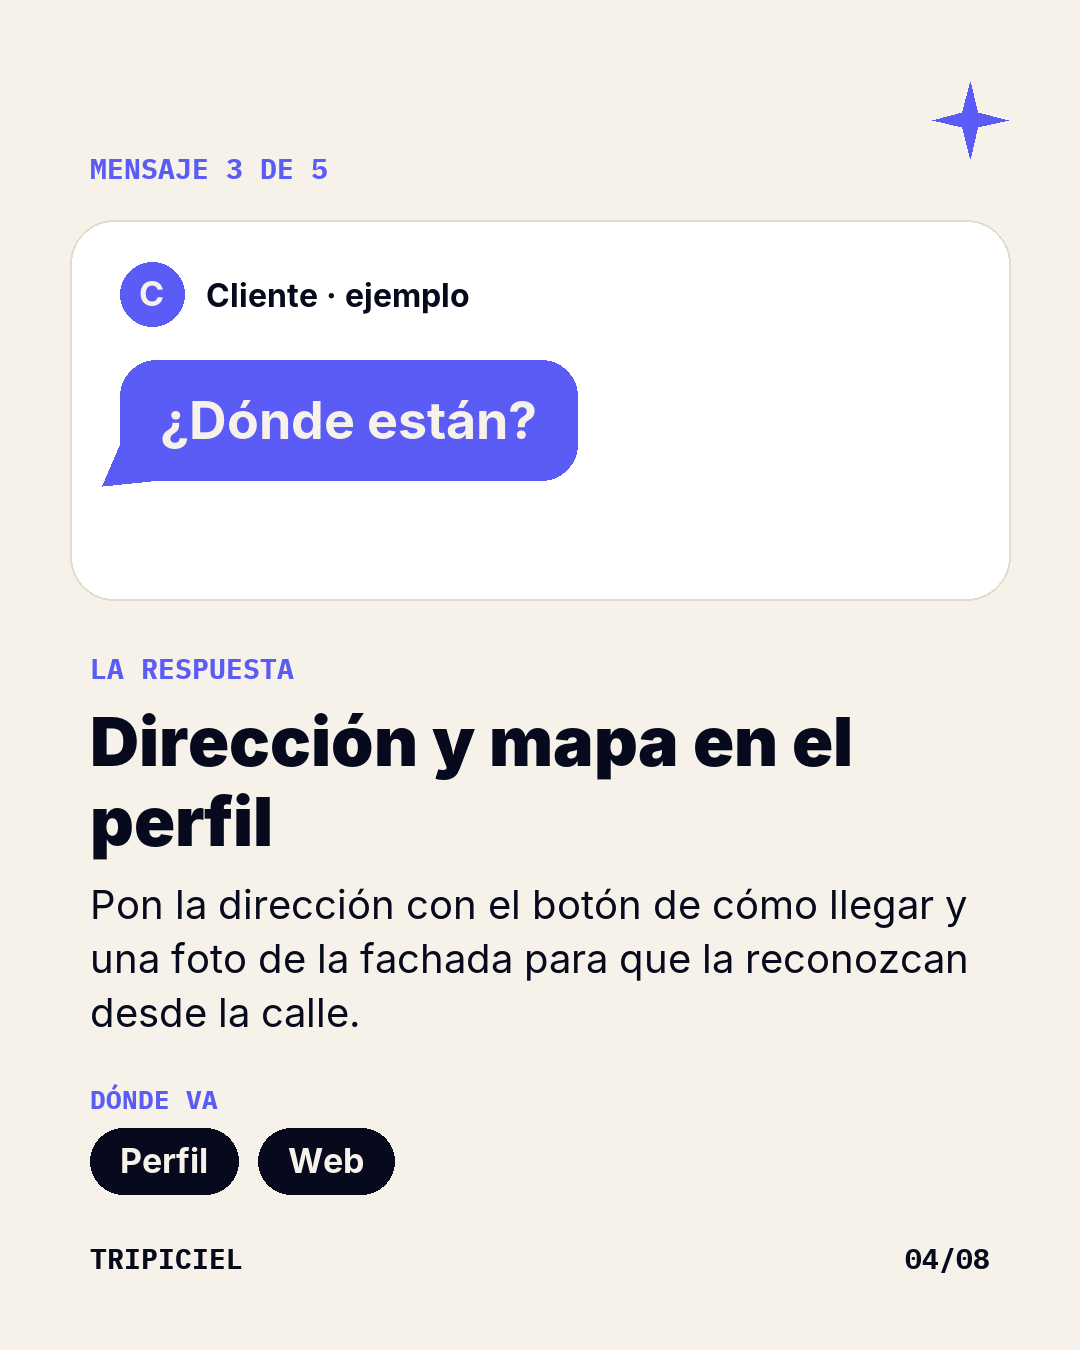 MENSAJE 3 DE 5
C
Cliente · ejemplo
¿Dónde están?
LA RESPUESTA
Dirección y mapa en el
perfil
Pon la dirección con el botón de cómo llegar y
una foto de la fachada para que la reconozcan
desde la calle.
DÓNDE VA
Perfil
Web
TRIPICIEL
04/08